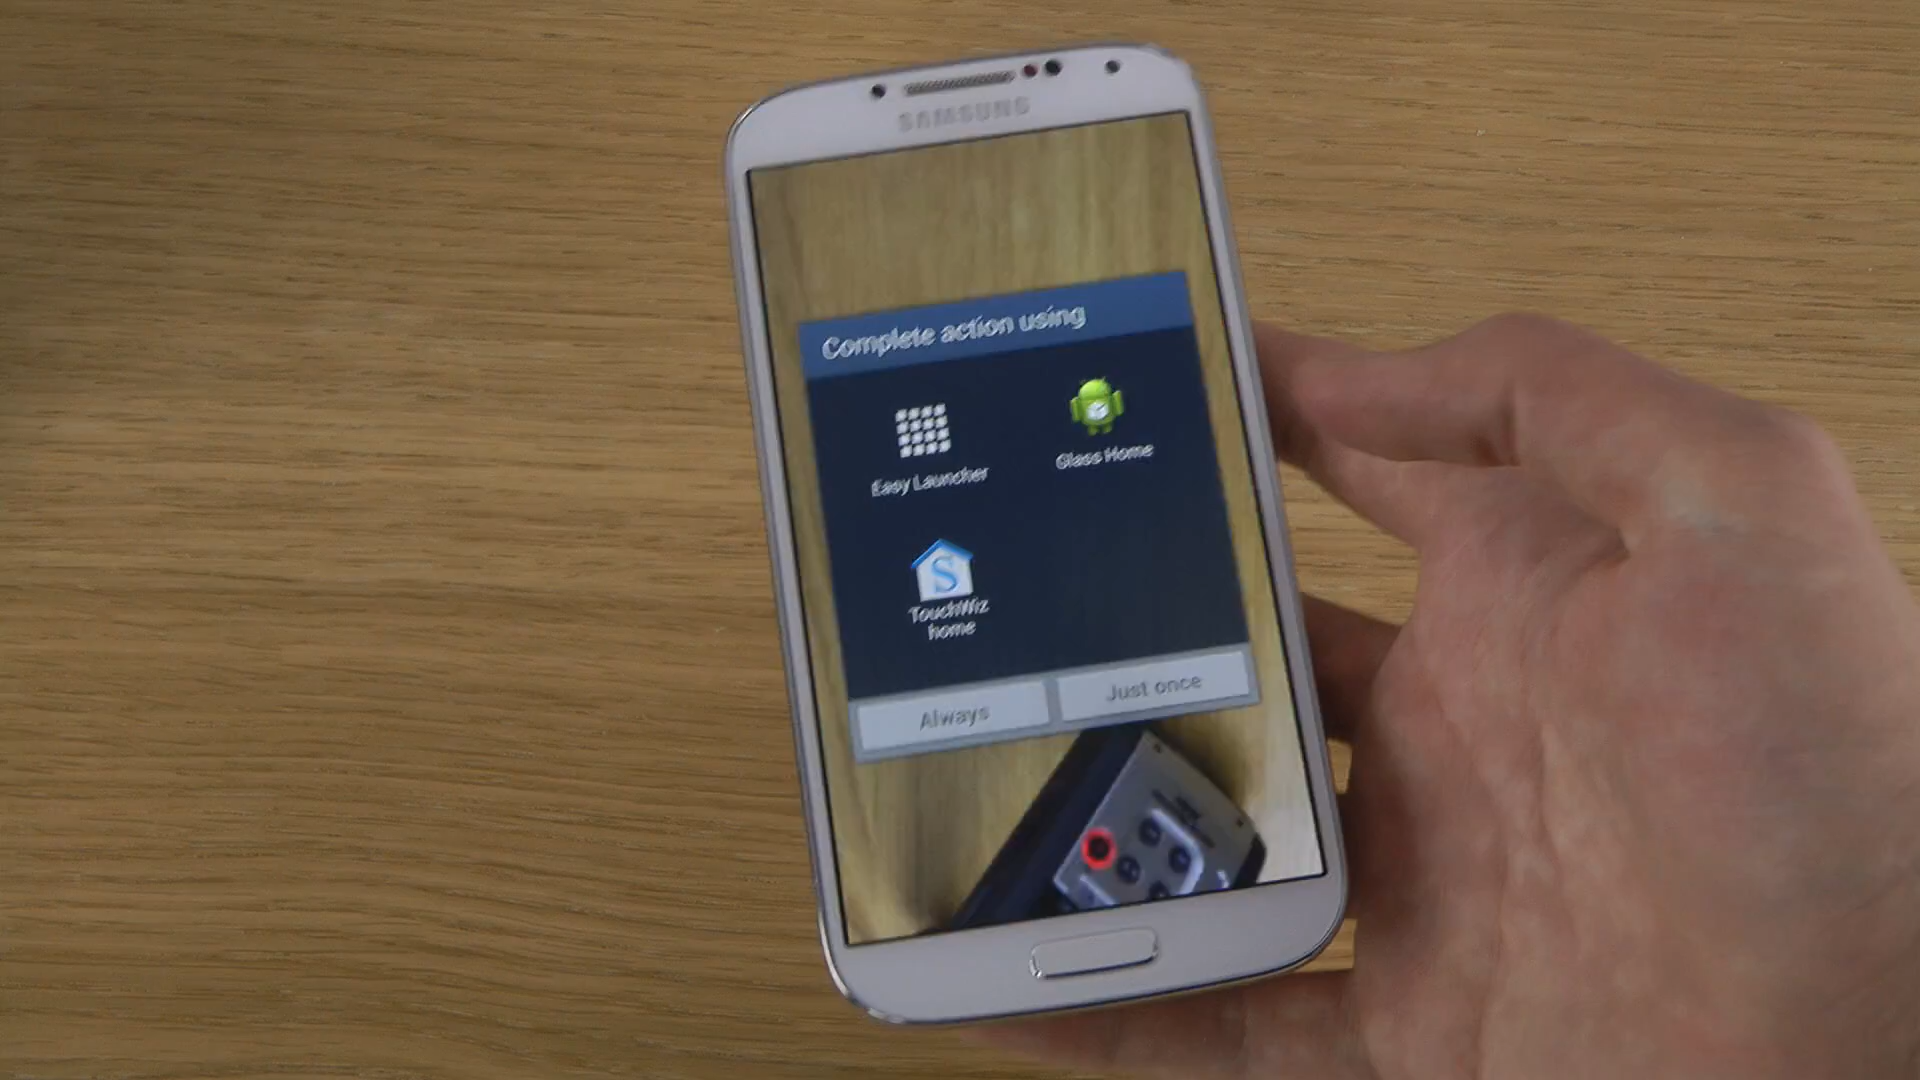 SAMSUNG
Complete action using
Easy Launcher
Glass Home
TouchWiz
home
Always
Just once